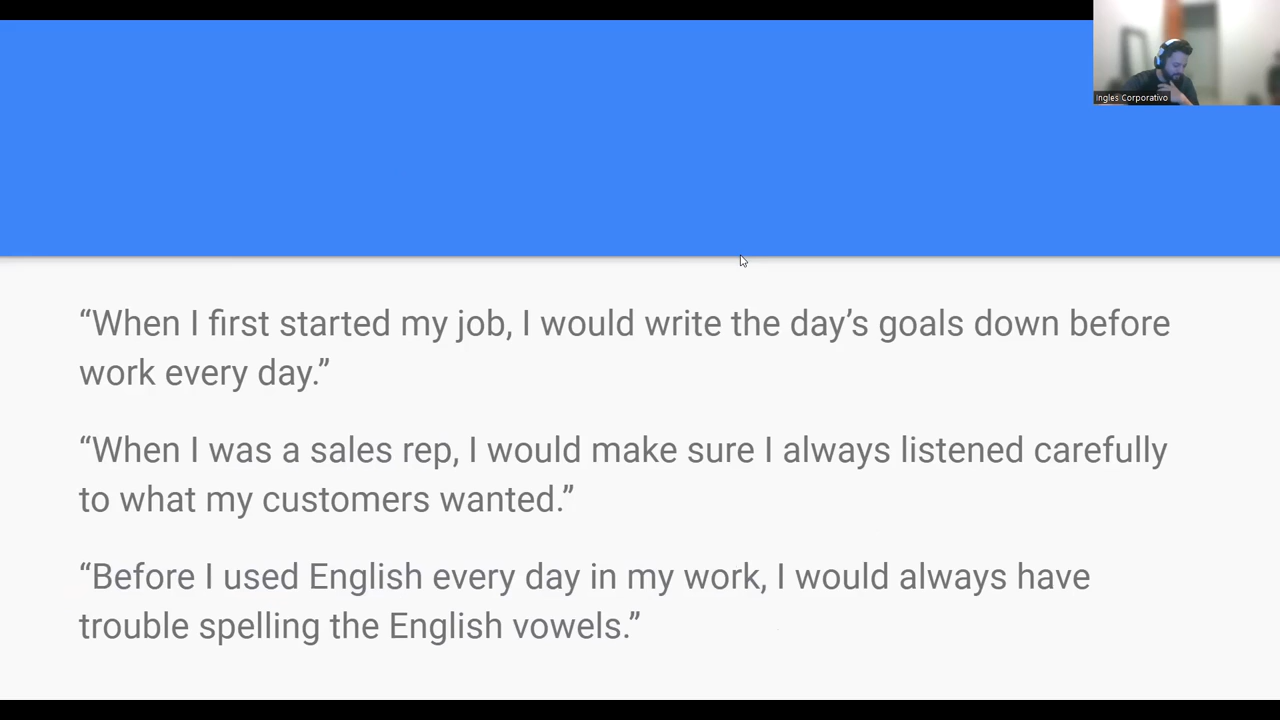 Ingles Corporativo
“When I first started my job, I would write the day’s goals down before
work every day.”
“When I was a sales rep, I would make sure I always listened carefully
to what my customers wanted.”
“Before I used English every day in my work, I would always have
trouble spelling the English vowels.”